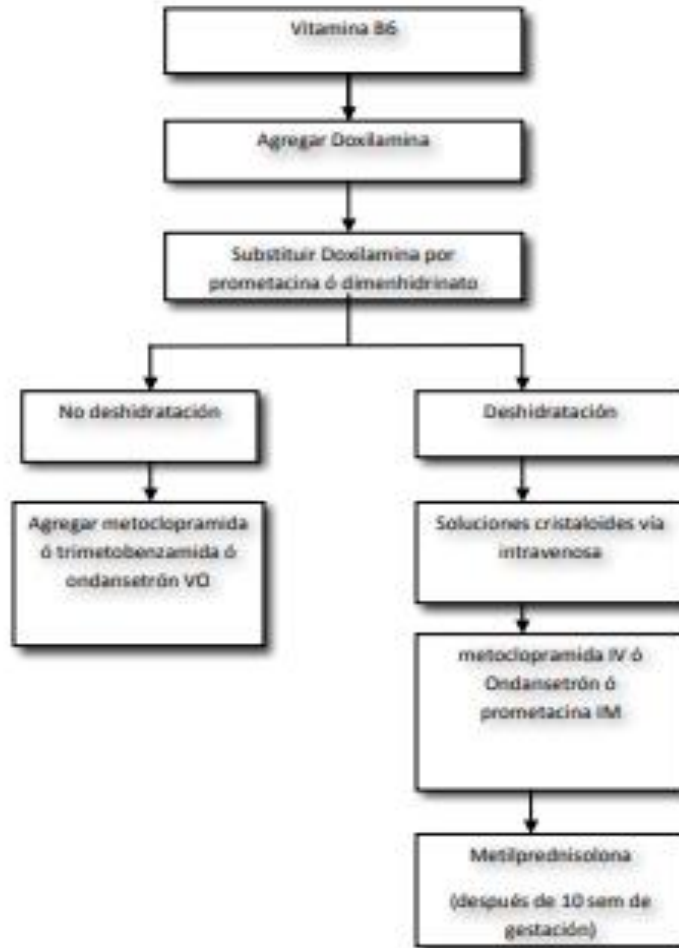 Vitamina B6
Agregar Doxilamina
Substituir Doxilamina por
prometacina ó dimenhidrinato
No deshidratación
Deshidratación
Agregar metoclopramida
ó trimetobenzamida ó
ondansetrón VO
Soluciones cristaloides vía
intravenosa
metoclopramida IV ó
Ondansetrón ó
prometacina IM
Metilprednisolona
(después de 10 sem de
gestación)